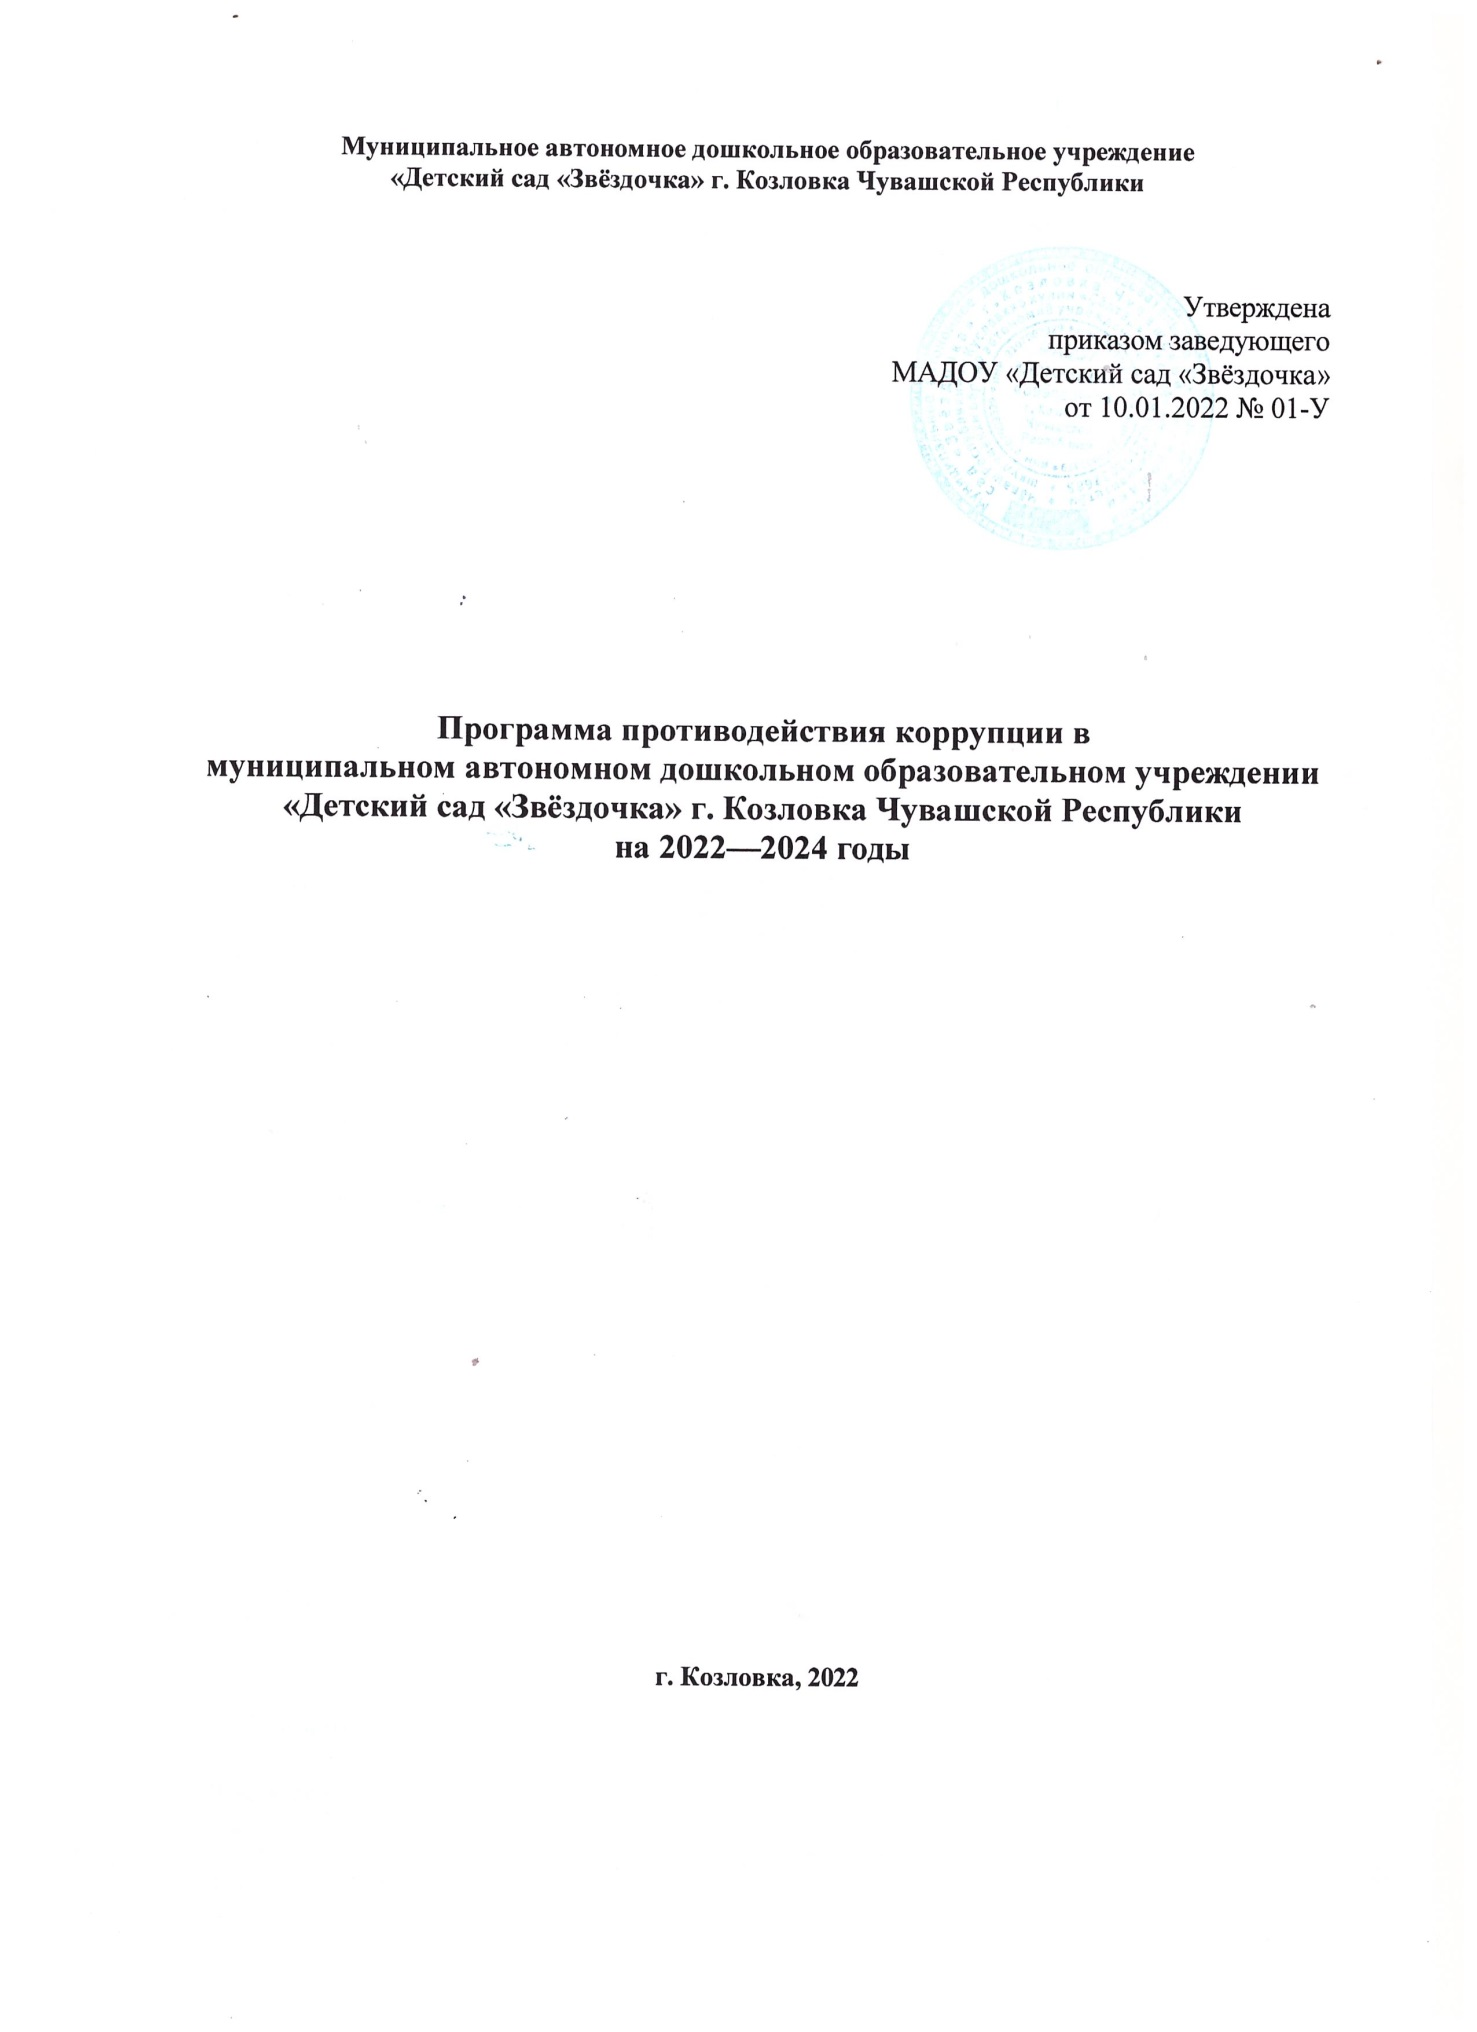 Муниципальное автономное дошкольное образовательное учреждение
«Детский сад «Звёздочка» г. Козловка Чувашской Республики
Утверждена
приказом заведующего
МАДОУ «Детский сад «Звёздочка»
от 10.01.2022 № 01-У
Программа противодействия коррупции в
муниципальном автономном дошкольном образовательном учреждении
«Детский сад «Звёздочка» г. Козловка Чувашской Республики
на 2022—2024 годы
г. Козловка, 2022